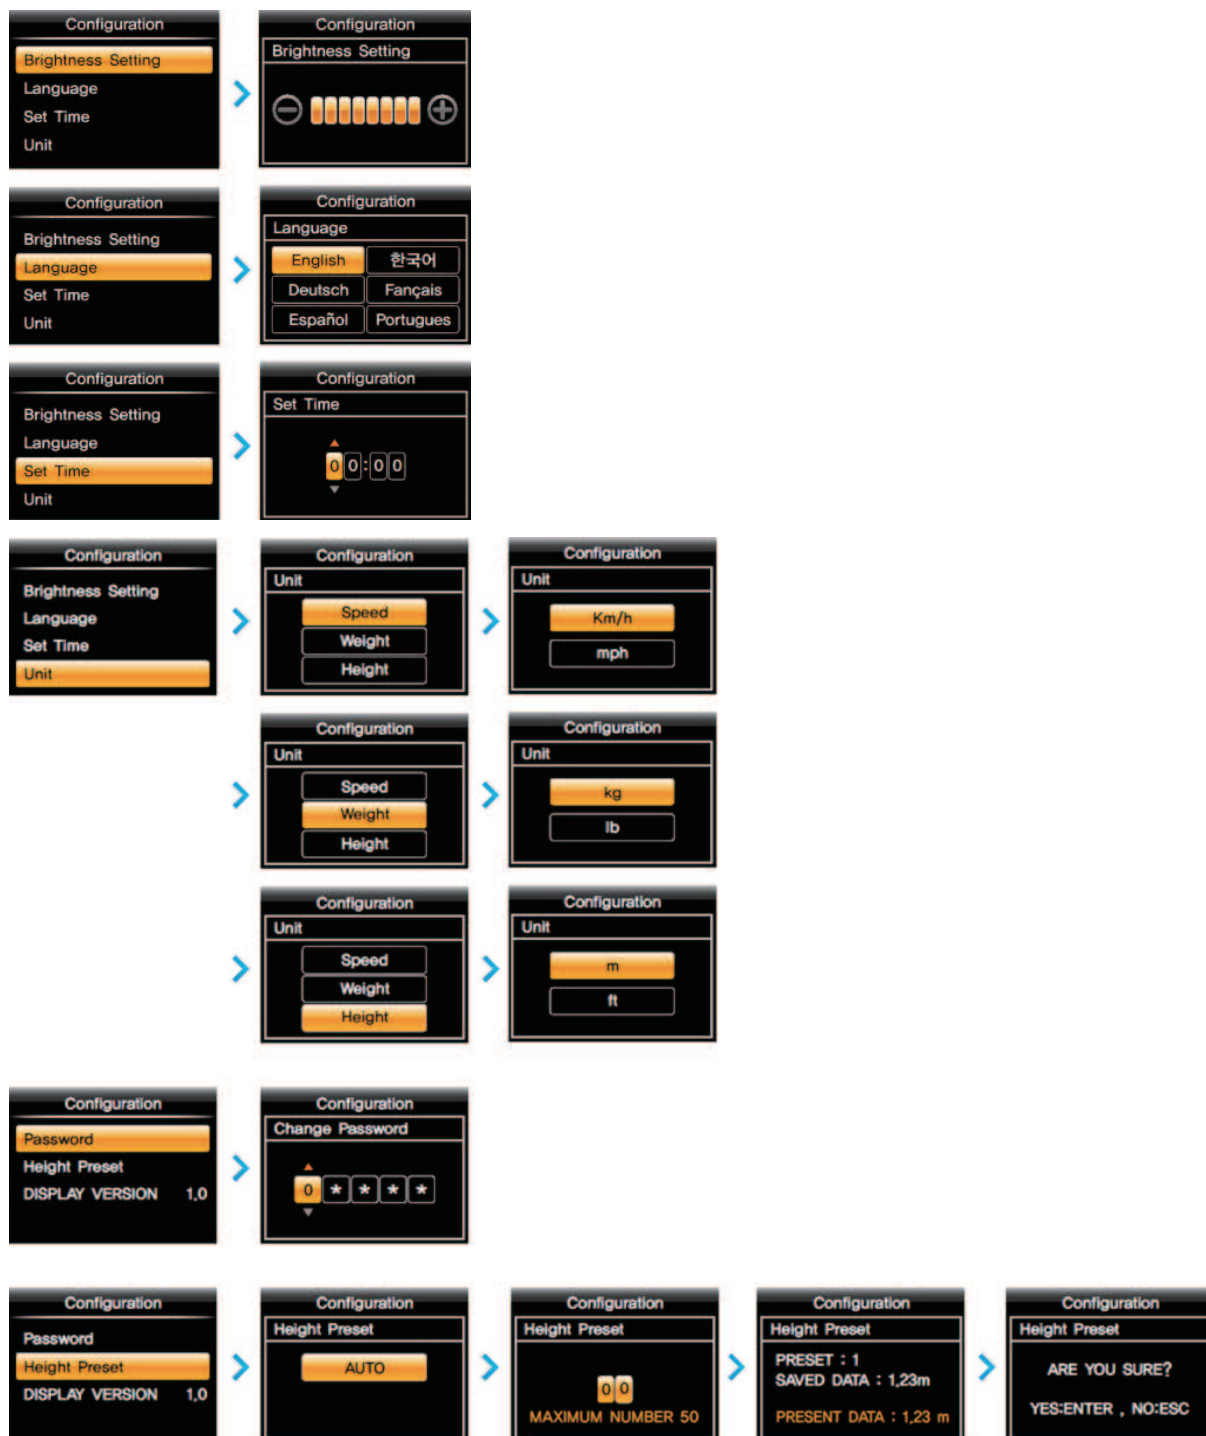 Configuration
Brightness Setting
Language
Set Time
Unit
Configuration
Brightness Setting
Configuration
Brightness Setting
Language
Set Time
Unit
Configuration
Language
English 한국어
Deutsch Fançais
Español Portugues
Configuration
Brightness Setting
Language
Set Time
Unit
Configuration
Set Time
0 0 : 0 0
Configuration
Brightness Setting
Language
Set Time
Unit
Configuration
Unit
Speed
Weight
Height
Configuration
Unit
Km/h
mph
Configuration
Unit
Speed
Weight
Height
Configuration
Unit
kg
lb
Configuration
Unit
Speed
Weight
Height
Configuration
Unit
m
ft
Configuration
Password
Height Preset
DISPLAY VERSION 1.0
Configuration
Change Password
0 * * * *
Configuration
Password
Height Preset
DISPLAY VERSION 1.0
Configuration
Height Preset
AUTO
Configuration
Height Preset
0 0
MAXIMUM NUMBER 50
Configuration
Height Preset
PRESET : 1
SAVED DATA : 1.23m
PRESENT DATA : 1.23 m
Configuration
Height Preset
ARE YOU SURE?
YES:ENTER , NO:ESC